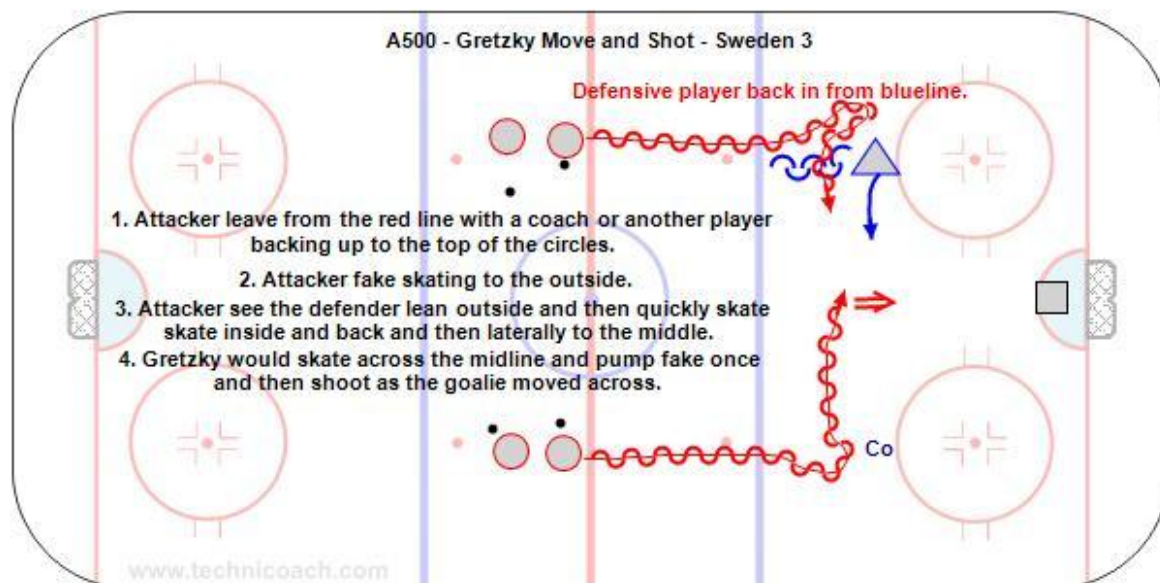 A500 - Gretzky Move and Shot - Sweden 3
Defensive player back in from blueline.
1. Attacker leave from the red line with a coach or another player
backing up to the top of the circles.
2. Attacker fake skating to the outside.
3. Attacker see the defender lean outside and then quickly skate
skate inside and back and then laterally to the middle.
4. Gretzky would skate across the midline and pump fake once
and then shoot as the goalie moved across.
Co
www.technicoach.com